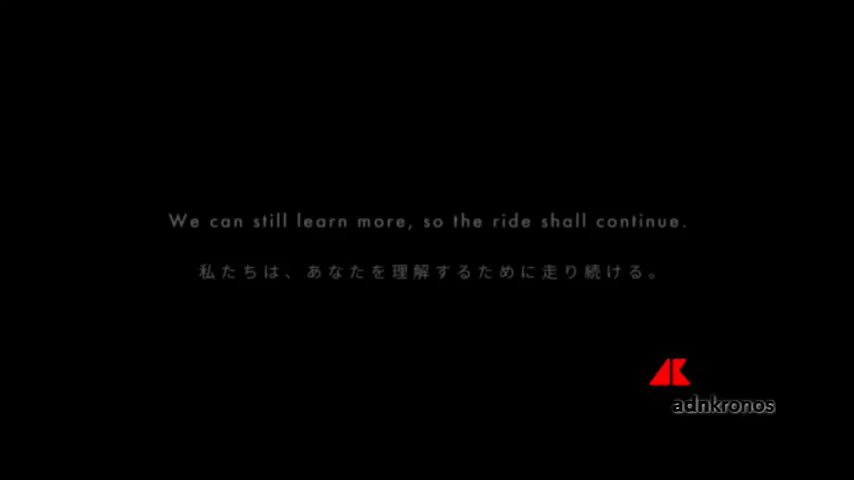 We can still learn more, so the ride shall continue.
私たちは、あなたを理解するために走り続ける。
adnkronos